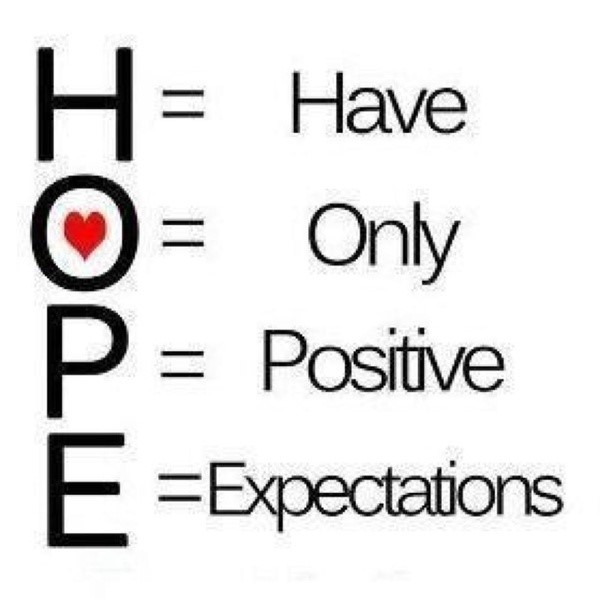 H = Have
O = Only
P = Positive
E =Expectations